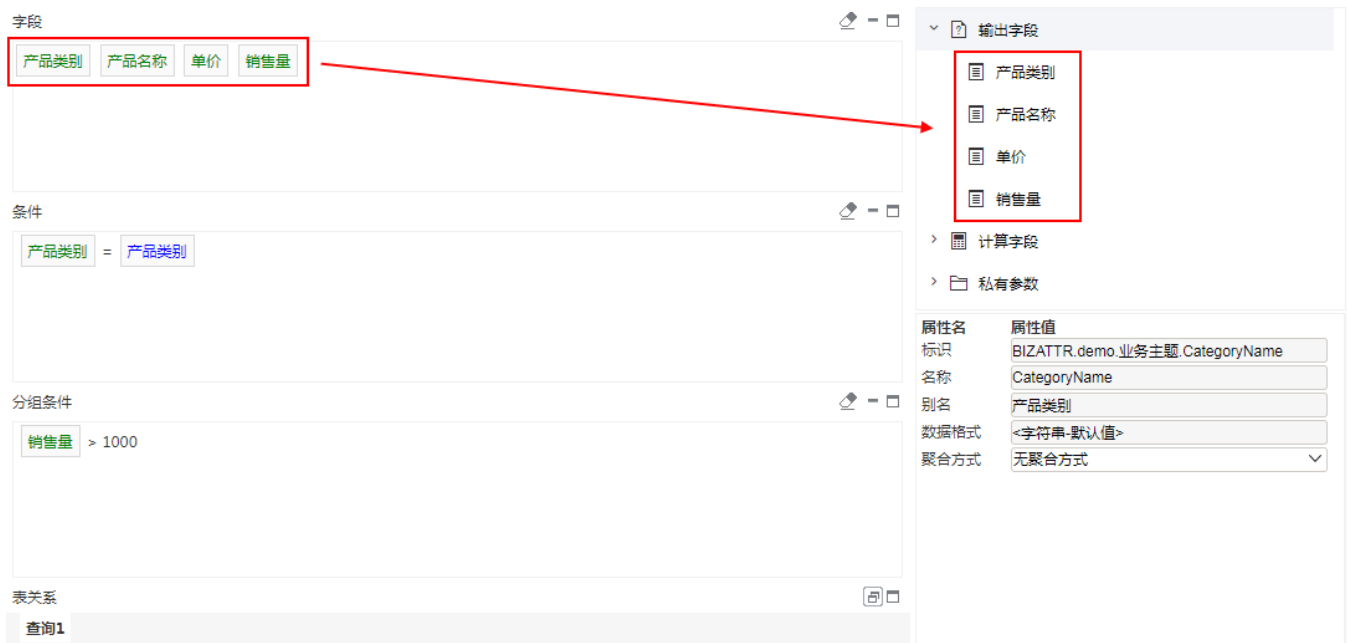 字段
产品类别 产品名称 单价 销售量
条件
产品类别 = 产品类别
分组条件
销售量 > 1000
表关系
查询1
输出字段
产品类别
产品名称
单价
销售量
计算字段
私有参数
属性名 属性值
标识 BIZATTR.demo.业务主题.CategoryName
名称 CategoryName
别名 产品类别
数据格式 <字符串-默认值>
聚合方式 无聚合方式